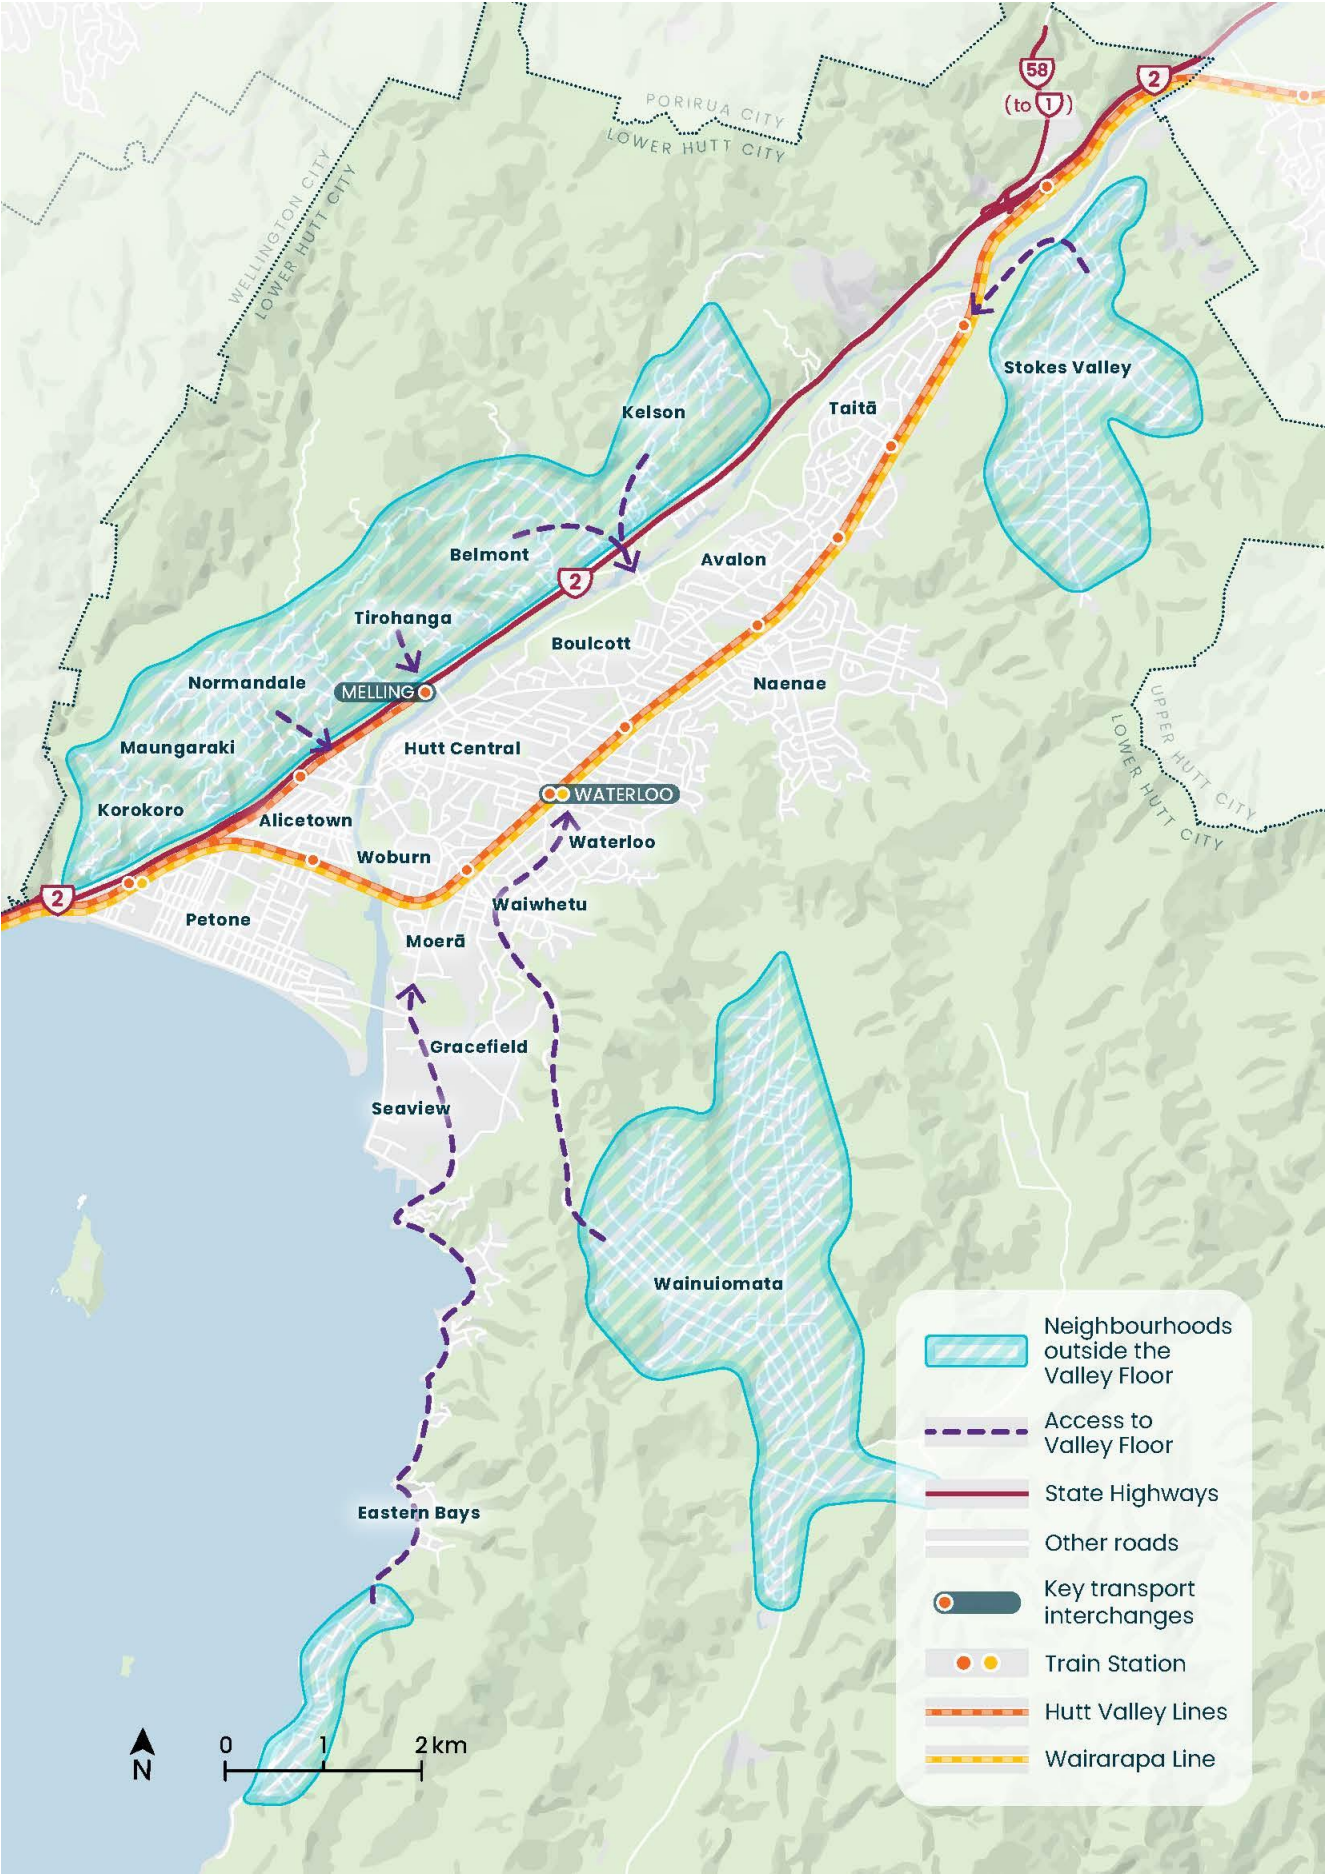 58
(to 1)
2
PORIRUA CITY
LOWER HUTT CITY
WELLINGTON CITY
LOWER HUTT CITY
Stokes Valley
Taitā
Kelson
Belmont
Avalon
2
Tirohanga
Boulcott
Normandale
MELLING
Naenae
UPPER HUTT CITY
LOWER HUTT CITY
Maungaraki
Hutt Central
WATERLOO
Korokoro
Alicetown
Waterloo
Woburn
2
Waiwhetu
Petone
Moerā
Gracefield
Seaview
Wainuiomata
Eastern Bays
Neighbourhoods
outside the
Valley Floor
Access to
Valley Floor
State Highways
Other roads
Key transport
interchanges
Train Station
Hutt Valley Lines
Wairarapa Line
N
0 1 2 km